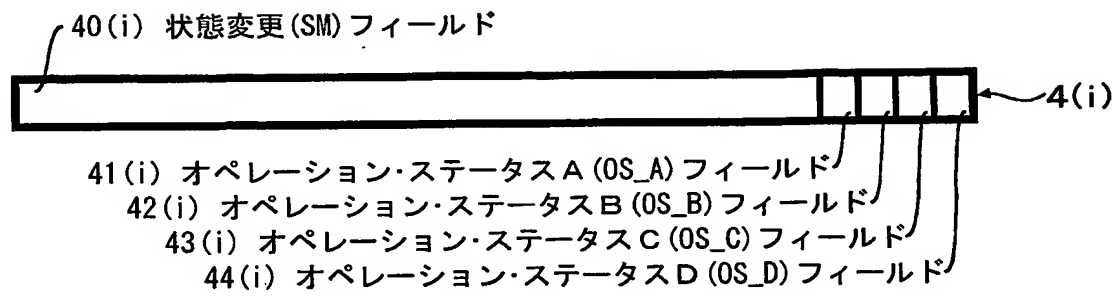 40(i) 状態変更(SM)フィールド
4(i)
41(i) オペレーション・ステータスA(OS_A)フィールド
42(i) オペレーション・ステータスB(OS_B)フィールド
43(i) オペレーション・ステータスC(OS_C)フィールド
44(i) オペレーション・ステータスD(OS_D)フィールド